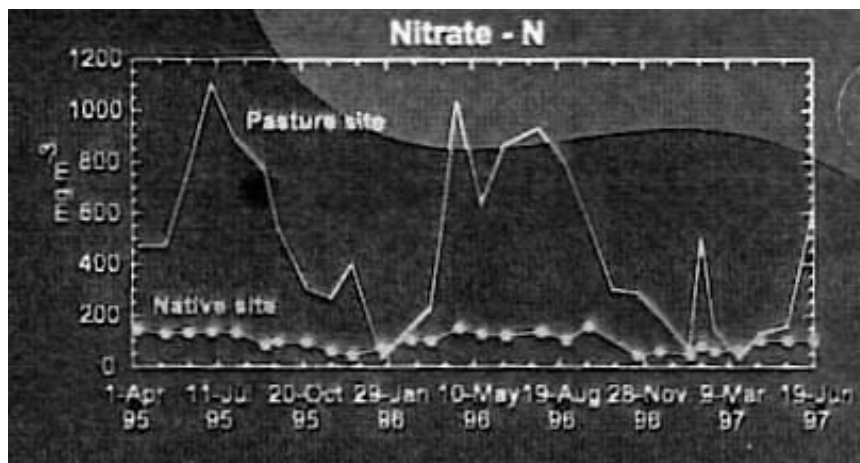 Nitrate - N
1200
1000
800
600
400
200
0
mg m-3
Pasture site
Native site
1-Apr 11-Jul 20-Oct 29-Jan 10-May 19-Aug 28-Nov 9-Mar 19-Jun
95 95 95 96 96 96 96 97 97